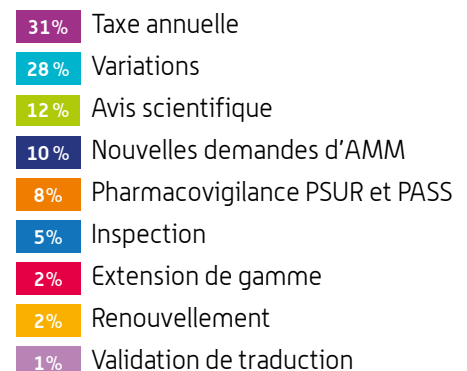 31% Taxe annuelle
28 % Variations
12 % Avis scientifique
10 % Nouvelles demandes d'AMM
8% Pharmacovigilance PSUR et PASS
5% Inspection
2% Extension de gamme
2% Renouvellement
1% Validation de traduction